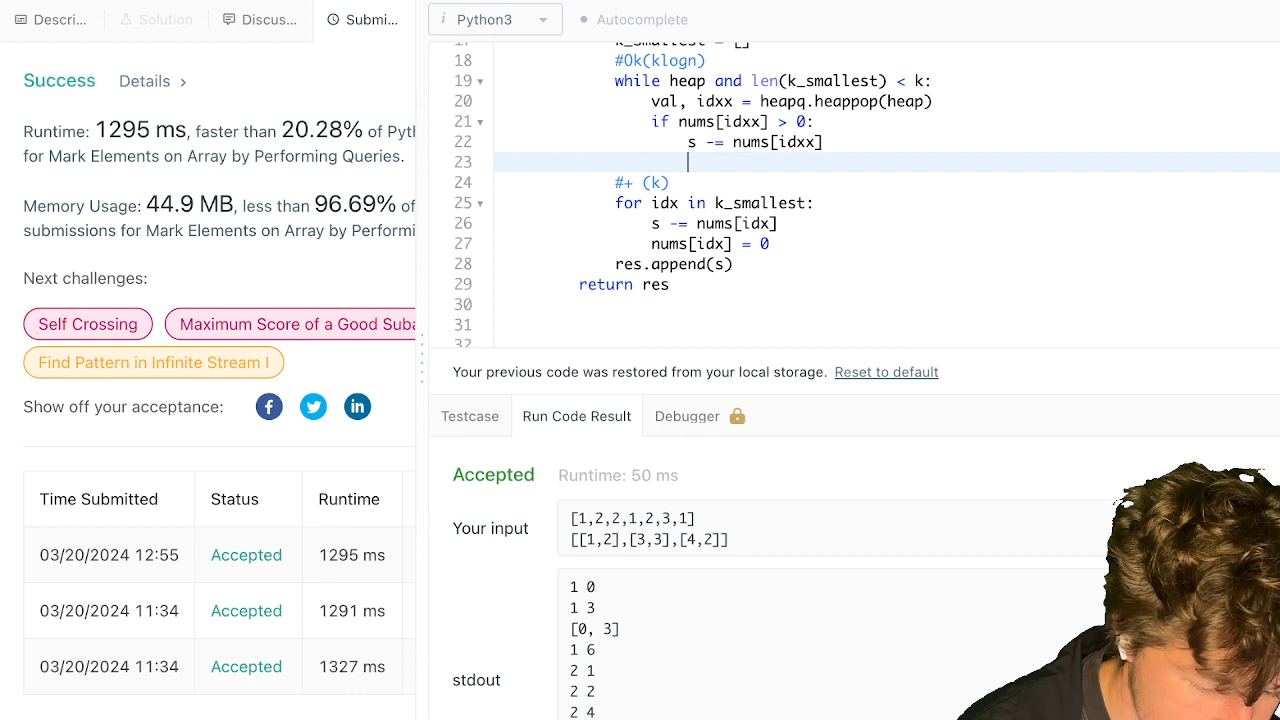 Descri...
Solution
Discus...
Submi...
i Python3
Autocomplete
Success
Details >
Runtime: 1295 ms, faster than 20.28% of Pyth
for Mark Elements on Array by Performing Queries.
Memory Usage: 44.9 MB, less than 96.69% of
submissions for Mark Elements on Array by Performi
Next challenges:
Self Crossing
Maximum Score of a Good Suba
Find Pattern in Infinite Stream I
Show off your acceptance:
Time Submitted Status Runtime
03/20/2024 12:55 Accepted 1295 ms
03/20/2024 11:34 Accepted 1291 ms
03/20/2024 11:34 Accepted 1327 ms
17 k_smallest = []
18 #Ok(klogn)
19 while heap and len(k_smallest) < k:
20 val, idxx = heapq.heappop(heap)
21 if nums[idxx] > 0:
22 s -= nums[idxx]
23
24 #+ (k)
25 for idx in k_smallest:
26 s -= nums[idx]
27 nums[idx] = 0
28 res.append(s)
29 return res
30
31
32
Your previous code was restored from your local storage. Reset to default
Testcase
Run Code Result
Debugger
Accepted Runtime: 50 ms
Your input
[1,2,2,1,2,3,1]
[[1,2],[3,3],[4,2]]
stdout
1 0
1 3
[0, 3]
1 6
2 1
2 2
2 4